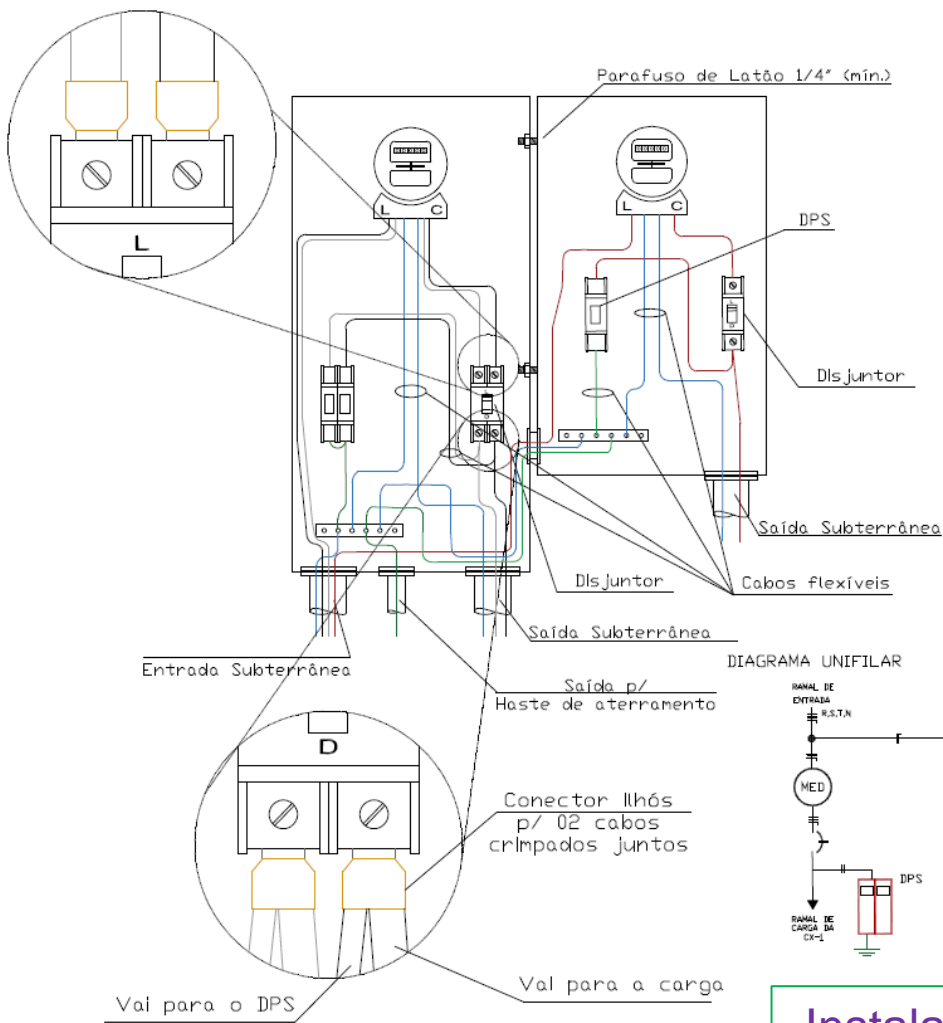 Parafuso de Latão 1/4" (mín.)
L C
L C
DPS
L
Disjuntor
Saída Subterrânea
Cabos flexíveis
Disjuntor
Saída Subterrânea
Entrada Subterrânea
Saída p/
Haste de aterramento
DIAGRAMA UNIFILAR
RAMAL DE
ENTRADA
R,S,T,N
D
MED
Conector Ilhós
p/ 02 cabos
crimpados juntos
DPS
RAMAL DE
CARGA DA
CX-1
Vai para o DPS
Vai para a carga